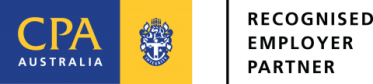 CPA
AUSTRALIA
RECOGNISED
EMPLOYER
PARTNER